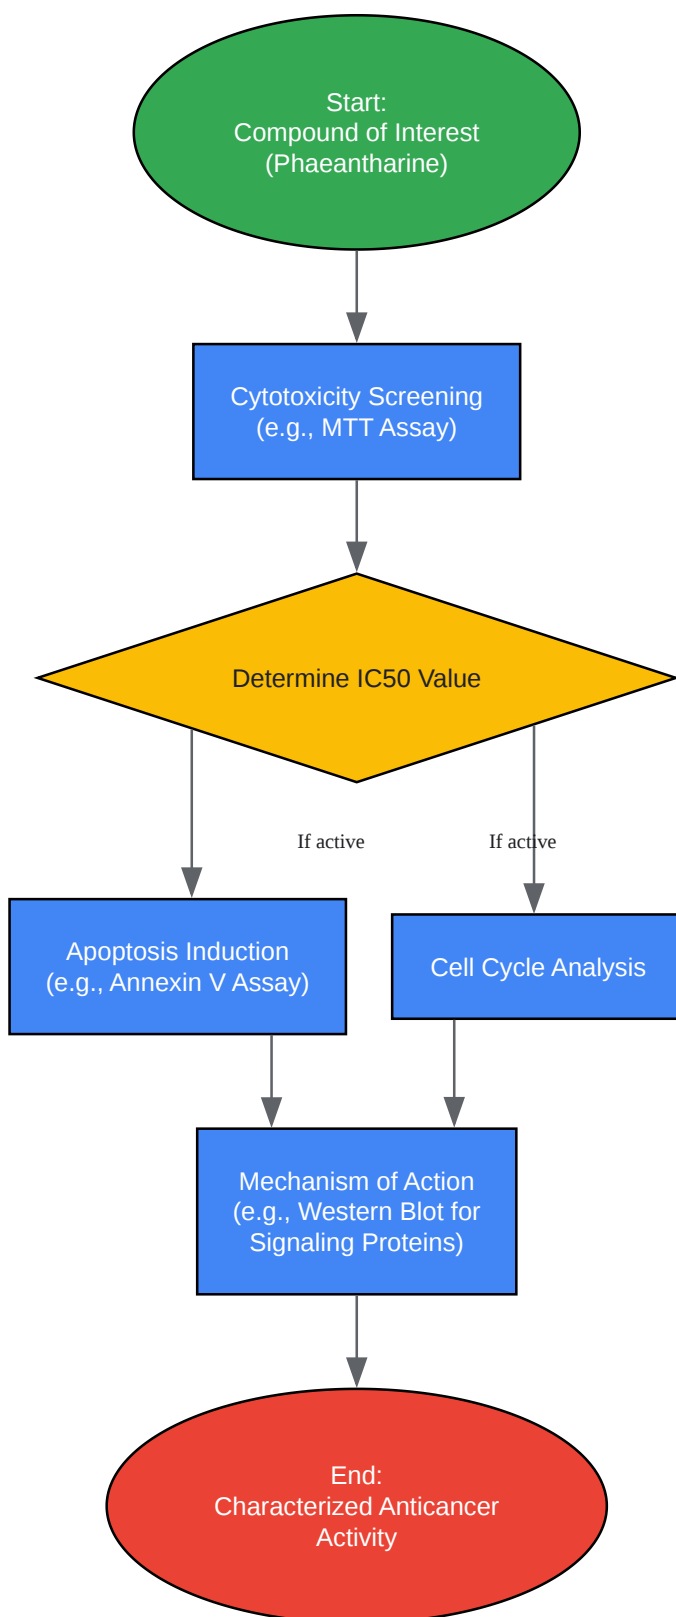 Start:
Compound of Interest
(Phaeantharine)
Cytotoxicity Screening
(e.g., MTT Assay)
Determine IC50 Value
If active
If active
Apoptosis Induction
(e.g., Annexin V Assay)
Cell Cycle Analysis
Mechanism of Action
(e.g., Western Blot for
Signaling Proteins)
End:
Characterized Anticancer
Activity